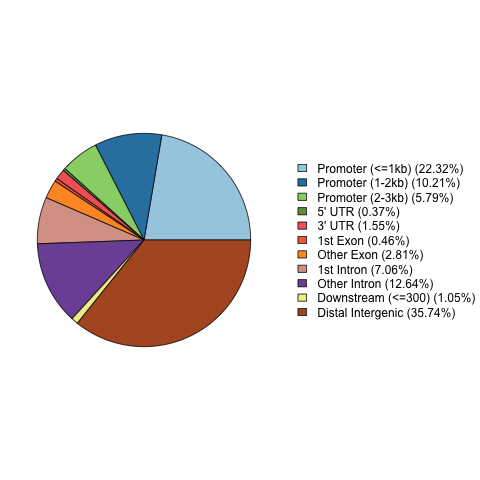 Promoter (<=1kb) (22.32%)
Promoter (1-2kb) (10.21%)
Promoter (2-3kb) (5.79%)
5' UTR (0.37%)
3' UTR (1.55%)
1st Exon (0.46%)
Other Exon (2.81%)
1st Intron (7.06%)
Other Intron (12.64%)
Downstream (<=300) (1.05%)
Distal Intergenic (35.74%)